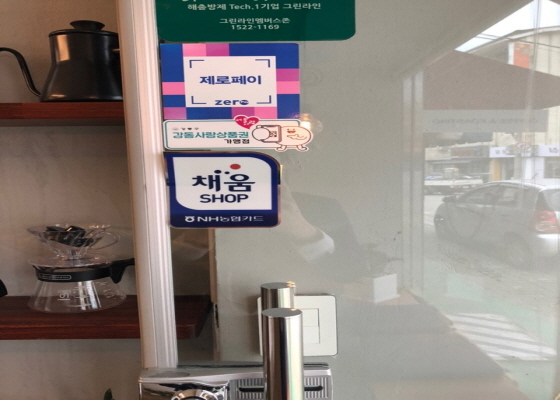 해충방제 Tech.1기업 그린라인
그린라인멤버스존
1522-1169
제로페이
zero
강동사랑상품권
가맹점
채움
SHOP
NH농협카드